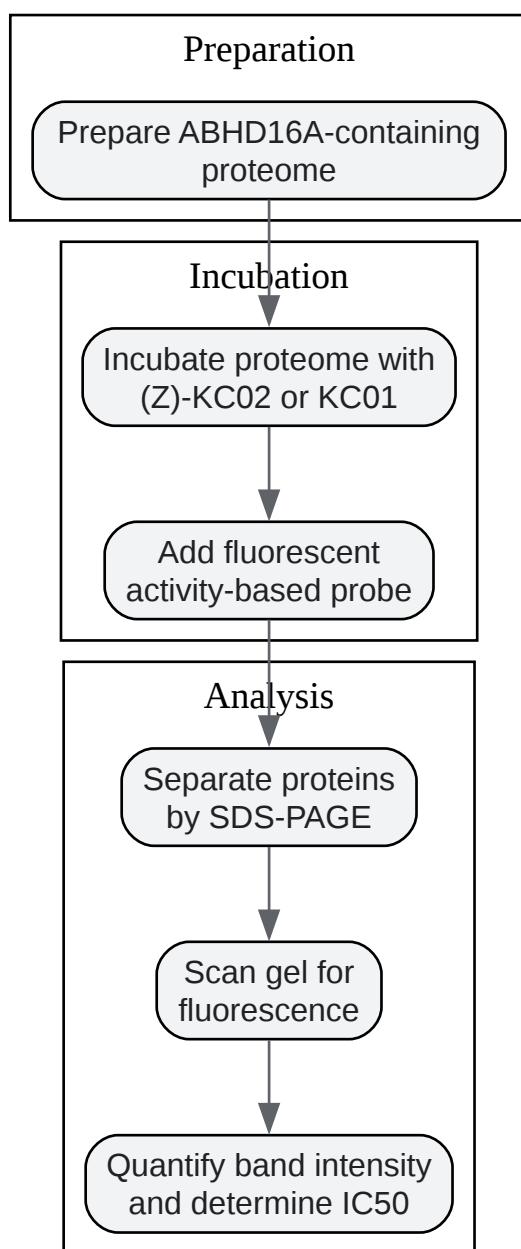 Preparation
Prepare ABHD16A-containing
proteome
Incubation
Incubate proteome with
(Z)-KC02 or KC01
Add fluorescent
activity-based probe
Analysis
Separate proteins
by SDS-PAGE
Scan gel for
fluorescence
Quantify band intensity
and determine IC50